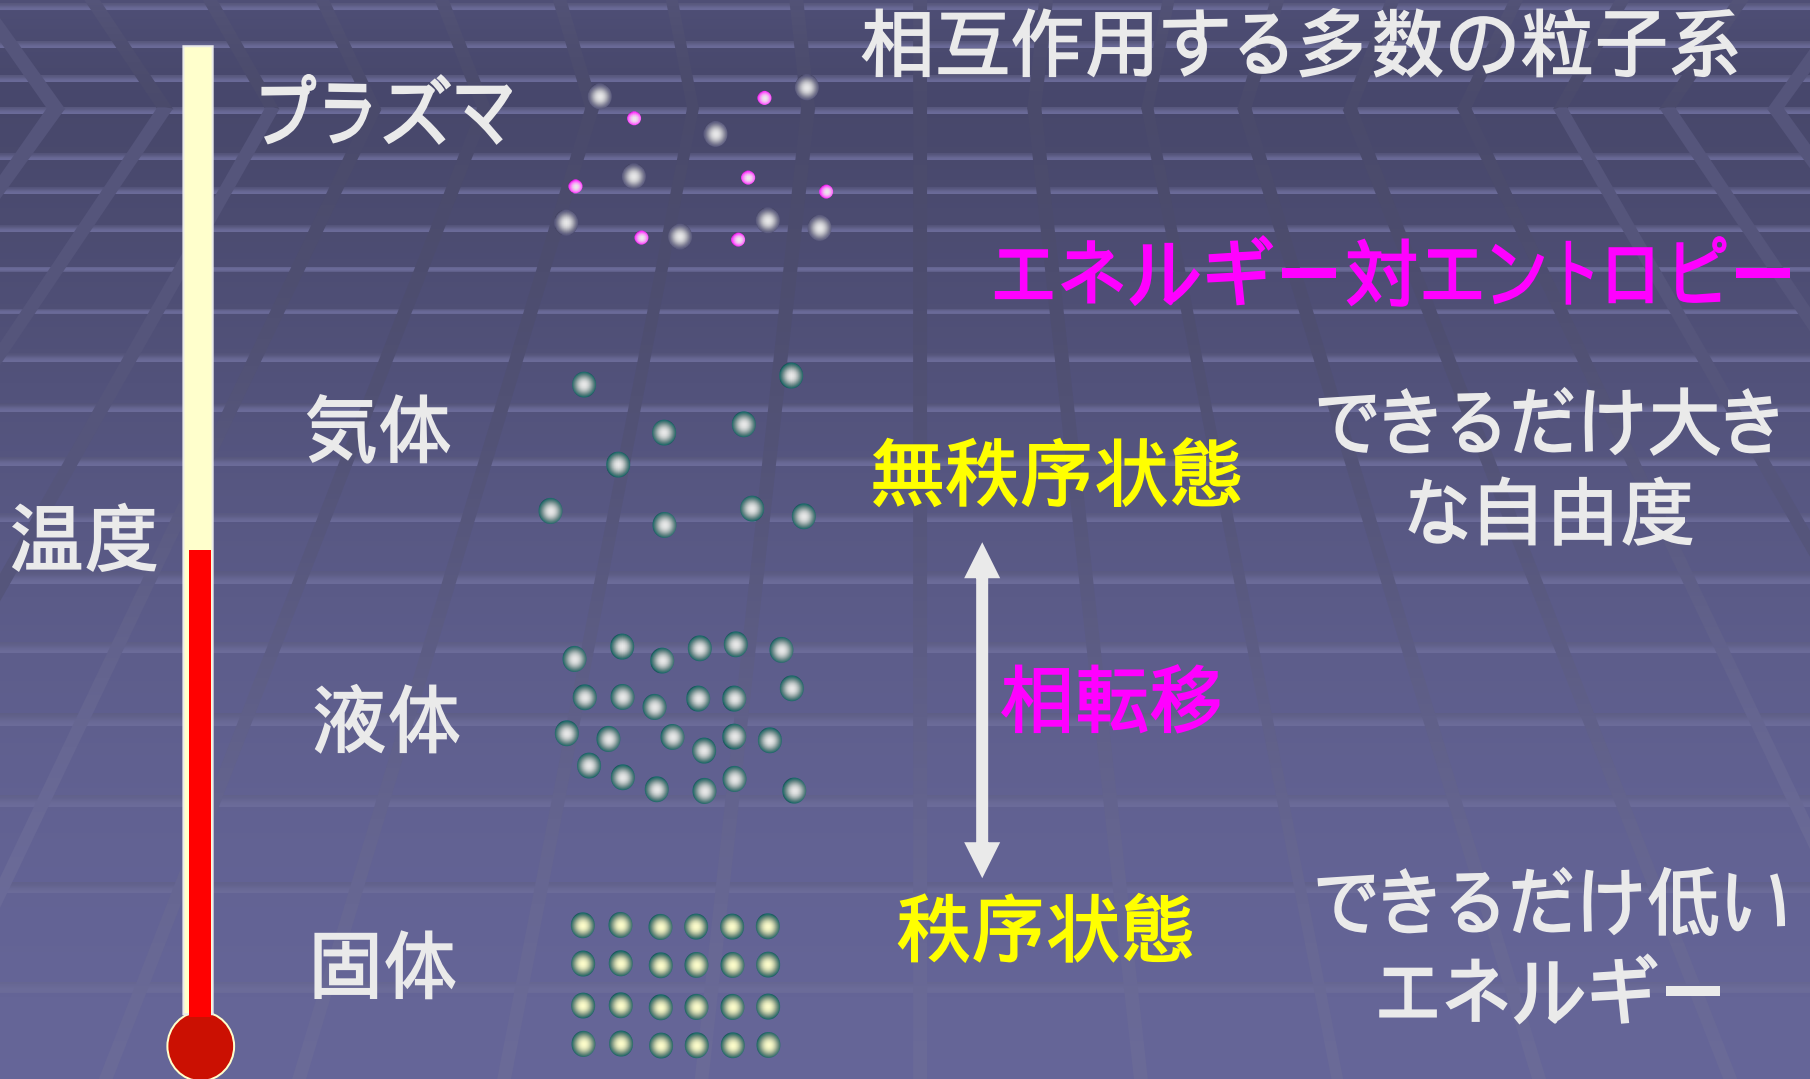 相互作用する多数の粒子系
プラズマ
エネルギー対エントロピー
気体
無秩序状態
できるだけ大き
な自由度
温度
液体
相転移
固体
秩序状態
できるだけ低い
エネルギー